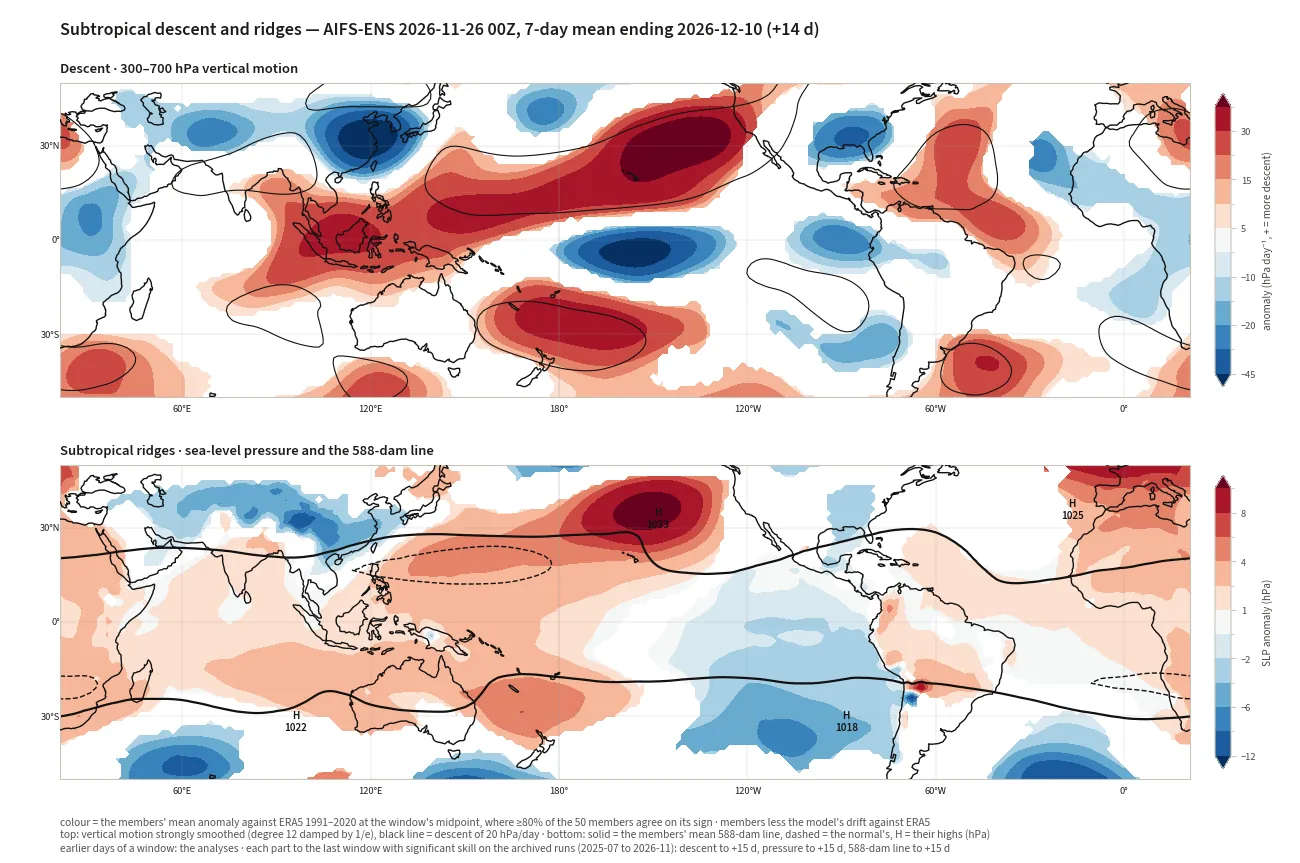 Subtropical descent and ridges — AIFS-ENS 2026-11-26 00Z, 7-day mean ending 2026-12-10 (+14 d)
Descent · 300–700 hPa vertical motion
30°N
0°
30°S
60°E
120°E
180°
120°W
60°W
0°
30
15
5
−10
−20
−45
anomaly (hPa day⁻¹, + = more descent)
Subtropical ridges · sea-level pressure and the 588-dam line
H
1033
H
1025
H
1022
H
1018
30°N
0°
30°S
60°E
120°E
180°
120°W
60°W
0°
8
4
1
−2
−6
−12
SLP anomaly (hPa)
colour = the members' mean anomaly against ERA5 1991–2020 at the window's midpoint, where ≥80% of the 50 members agree on its sign · members less the model's drift against ERA5
top: vertical motion strongly smoothed (degree 12 damped by 1/e), black line = descent of 20 hPa/day · bottom: solid = the members' mean 588-dam line, dashed = the normal's, H = their highs (hPa)
earlier days of a window: the analyses · each part to the last window with significant skill on the archived runs (2025-07 to 2026-11): descent to +15 d, pressure to +15 d, 588-dam line to +15 d